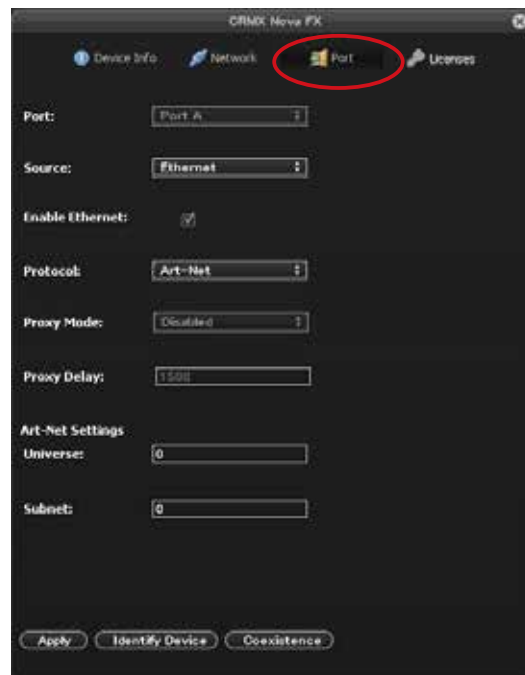 CRMX Nova FX
Device Info Network Port Licenses
Port: Port A
Source: Ethernet
Enable Ethernet:
Protocol: Art-Net
Proxy Mode: Disabled
Proxy Delay: 1500
Art-Net Settings
Universe: 0
Subnet: 0
Apply Identify Device Coexistence